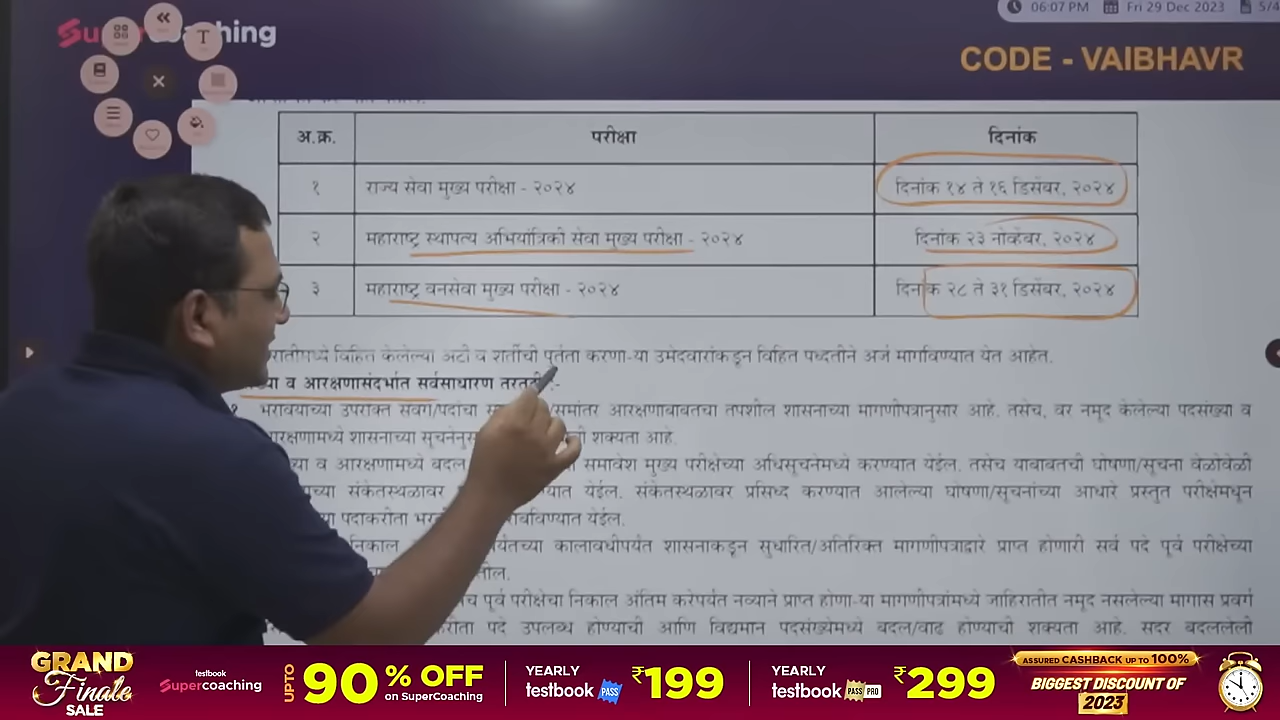 06:07 PM Fri 29 Dec 2023 5/4
Supercoaching
CODE - VAIBHAVR
अ.क्र. परीक्षा दिनांक
१ राज्य सेवा मुख्य परीक्षा - २०२४ दिनांक १४ ते १६ डिसेंबर, २०२४
२ महाराष्ट्र स्थापत्य अभियांत्रिकी सेवा मुख्य परीक्षा - २०२४ दिनांक २३ नोव्हेंबर, २०२४
३ महाराष्ट्र वनसेवा मुख्य परीक्षा - २०२४ दिनांक २८ ते ३१ डिसेंबर, २०२४
विहित केलेल्या अटी व शर्तींची पूर्तता करणा-या उमेदवारांकडून विहित पध्दतीने अर्ज मागविण्यात येत आहेत.
व आरक्षणासंदर्भात सर्वसाधारण
भरावयाच्या उपरोक्त संवर्ग/पदांचा /समांतर आरक्षणाबाबतचा तपशील शासनाच्या मागणीपत्रानुसार आहे. तसेच, वर नमूद केलेल्या पदसंख्या व
शासनाच्या शक्यता आहे.
व आरक्षणामध्ये बदल समावेश मुख्य परीक्षेच्या अधिसूचनेमध्ये करण्यात येईल. तसेच याबाबतची घोषणा/सूचना वेळोवेळी
संकेतस्थळावर येईल. संकेतस्थळावर प्रसिध्द करण्यात आलेल्या घोषणा/सूचनांच्या आधारे प्रस्तुत परीक्षेमधून
पदाकरीता येईल.
निकाल कालावधीपर्यंत शासनाकडून सुधारित/अतिरिक्त मागणीपत्राद्वारे प्राप्त होणारी सर्व पदे पूर्व परीक्षेच्या
पूर्व परीक्षेचा निकाल अंतिम करेपर्यंत नव्याने प्राप्त होणा-या मागणीपत्रांमध्ये जाहिरातीत नमूद नसलेल्या मागास प्रवर्ग
पदे उपलब्ध होण्याची आणि विद्यमान पदसंख्येमध्ये बदल/वाढ होण्याची शक्यता आहे. सदर बदललेली
GRAND Finale SALE
testbook Supercoaching
UPTO 90% OFF on SuperCoaching
YEARLY testbook PASS ₹199
YEARLY testbook PASS PRO ₹299
ASSURED CASHBACK UP TO 100%
BIGGEST DISCOUNT OF 2023